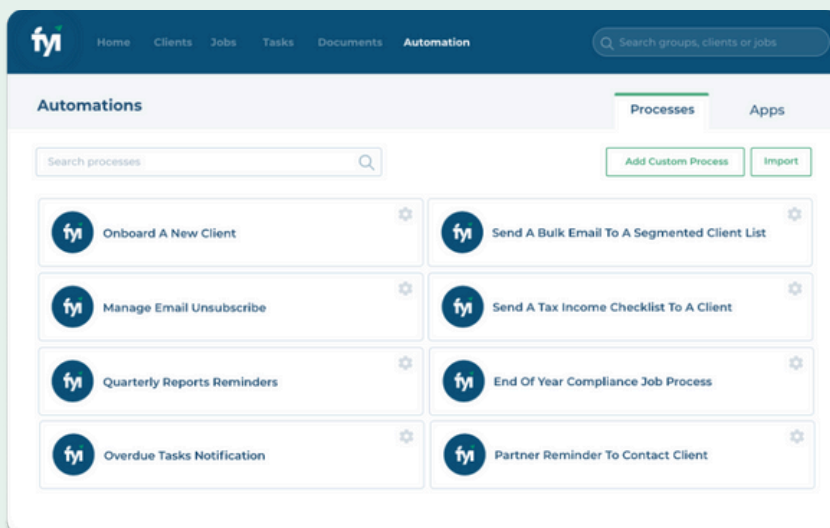 fyi Home Clients Jobs Tasks Documents Automation Search groups, clients or jobs
Automations Processes Apps
Search processes Add Custom Process Import
fyi Onboard A New Client fyi Send A Bulk Email To A Segmented Client List
fyi Manage Email Unsubscribe fyi Send A Tax Income Checklist To A Client
fyi Quarterly Reports Reminders fyi End Of Year Compliance Job Process
fyi Overdue Tasks Notification fyi Partner Reminder To Contact Client